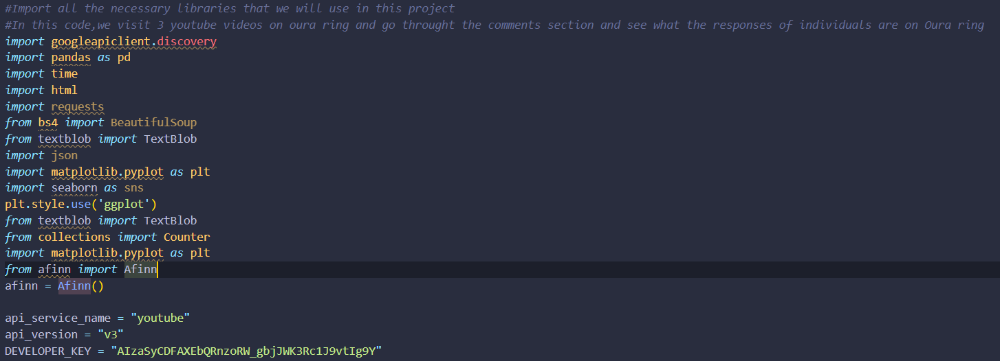 #Import all the necessary libraries that we will use in this project
#In this code,we visit 3 youtube videos on oura ring and go throught the comments section and see what the responses of individuals are on Oura ring
import googleapiclient.discovery
import pandas as pd
import time
import html
import requests
from bs4 import BeautifulSoup
from textblob import TextBlob
import json
import matplotlib.pyplot as plt
import seaborn as sns
plt.style.use('ggplot')
from textblob import TextBlob
from collections import Counter
import matplotlib.pyplot as plt
from afinn import Afinn
afinn = Afinn()
api_service_name = "youtube"
api_version = "v3"
DEVELOPER_KEY = "AIzaSyCDFAXEbQRnzoRW_gbjJWK3Rc1J9vtIg9Y"